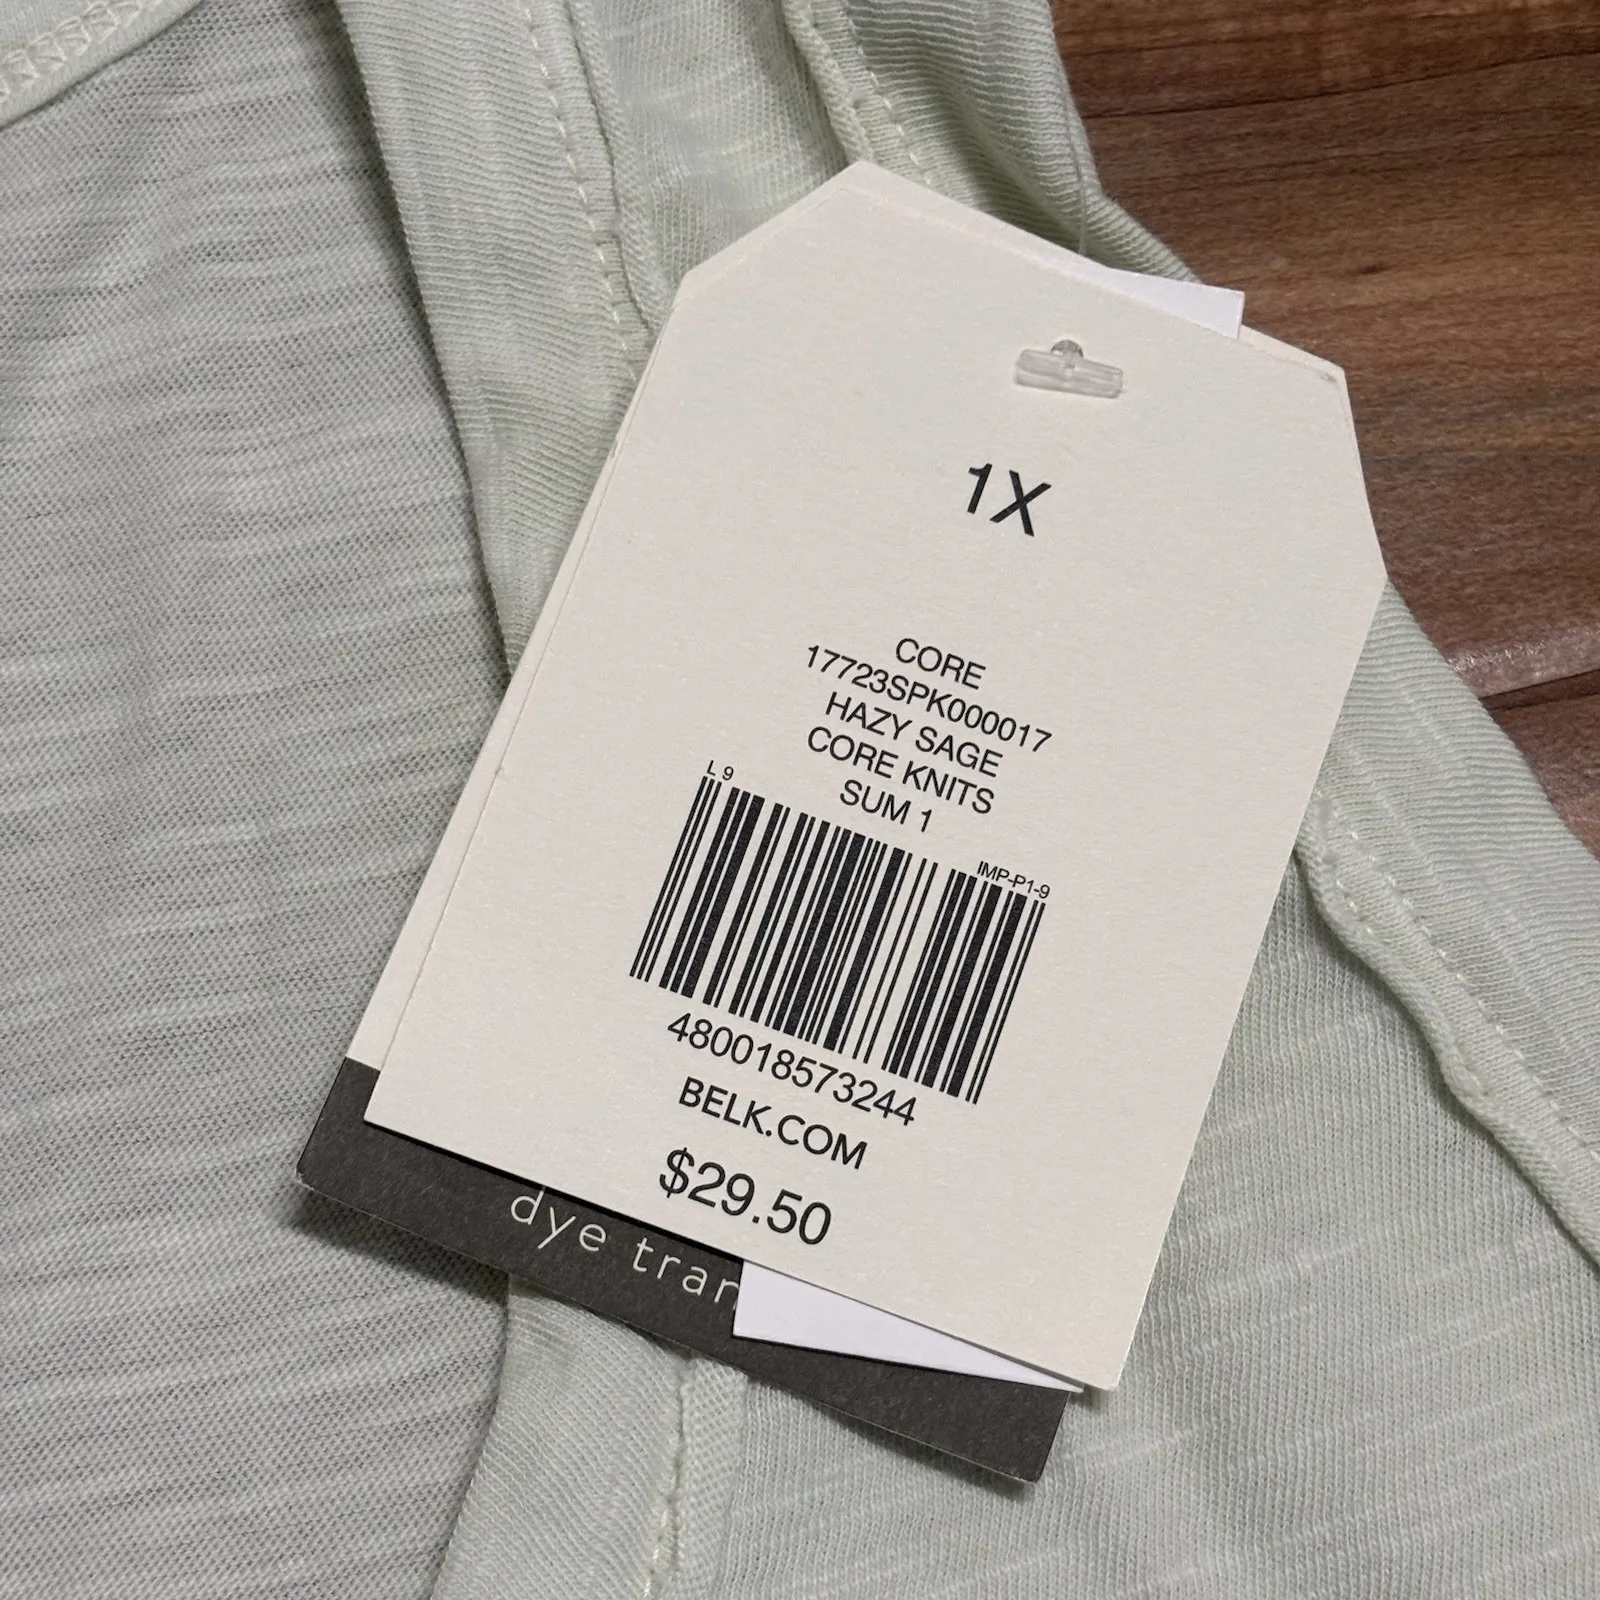 1X
CORE
17723SPK000017
HAZY SAGE
CORE KNITS
SUM 1
L 9
IMP-P1-9
480018573244
BELK.COM
$29.50
dye tran